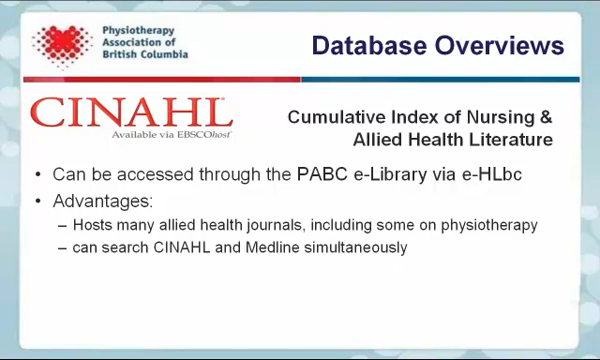 Physiotherapy
Association of
British Columbia
Database Overviews
CINAHL®
Available via EBSCOhost
Cumulative Index of Nursing &
Allied Health Literature
• Can be accessed through the PABC e-Library via e-HLbc
• Advantages:
– Hosts many allied health journals, including some on physiotherapy
– can search CINAHL and Medline simultaneously